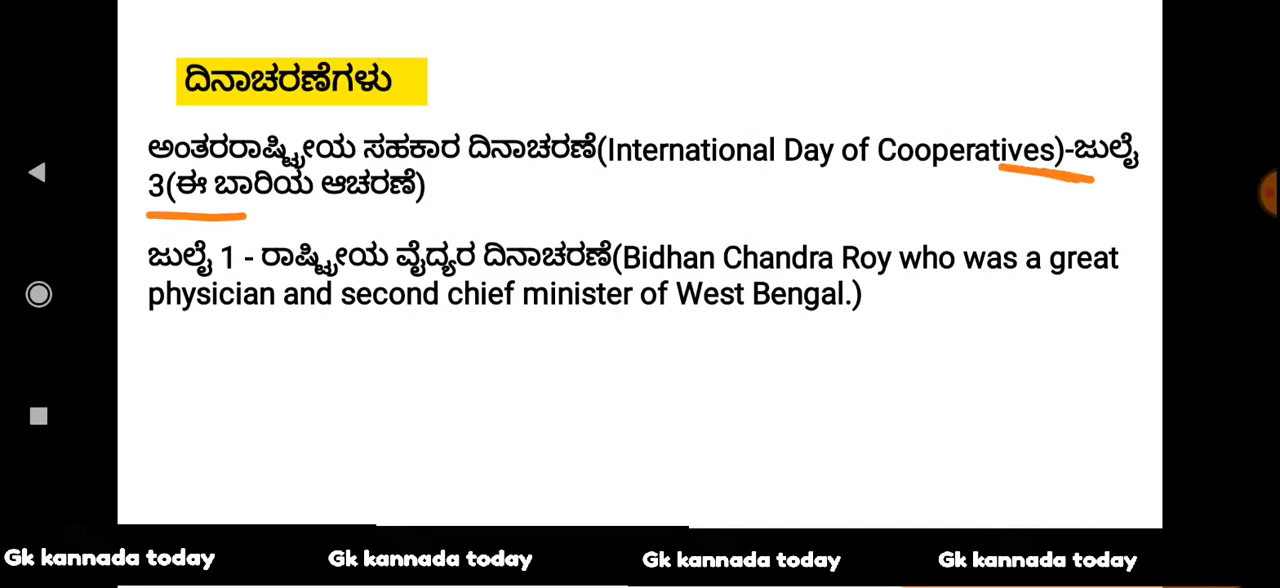 ದಿನಾಚರಣೆಗಳು
ಅಂತರರಾಷ್ಟ್ರೀಯ ಸಹಕಾರ ದಿನಾಚರಣೆ(International Day of Cooperatives)-ಜುಲೈ
3(ಈ ಬಾರಿಯ ಆಚರಣೆ)
ಜುಲೈ 1 - ರಾಷ್ಟ್ರೀಯ ವೈದ್ಯರ ದಿನಾಚರಣೆ(Bidhan Chandra Roy who was a great
physician and second chief minister of West Bengal.)
Gk kannada today Gk kannada today Gk kannada today Gk kannada today